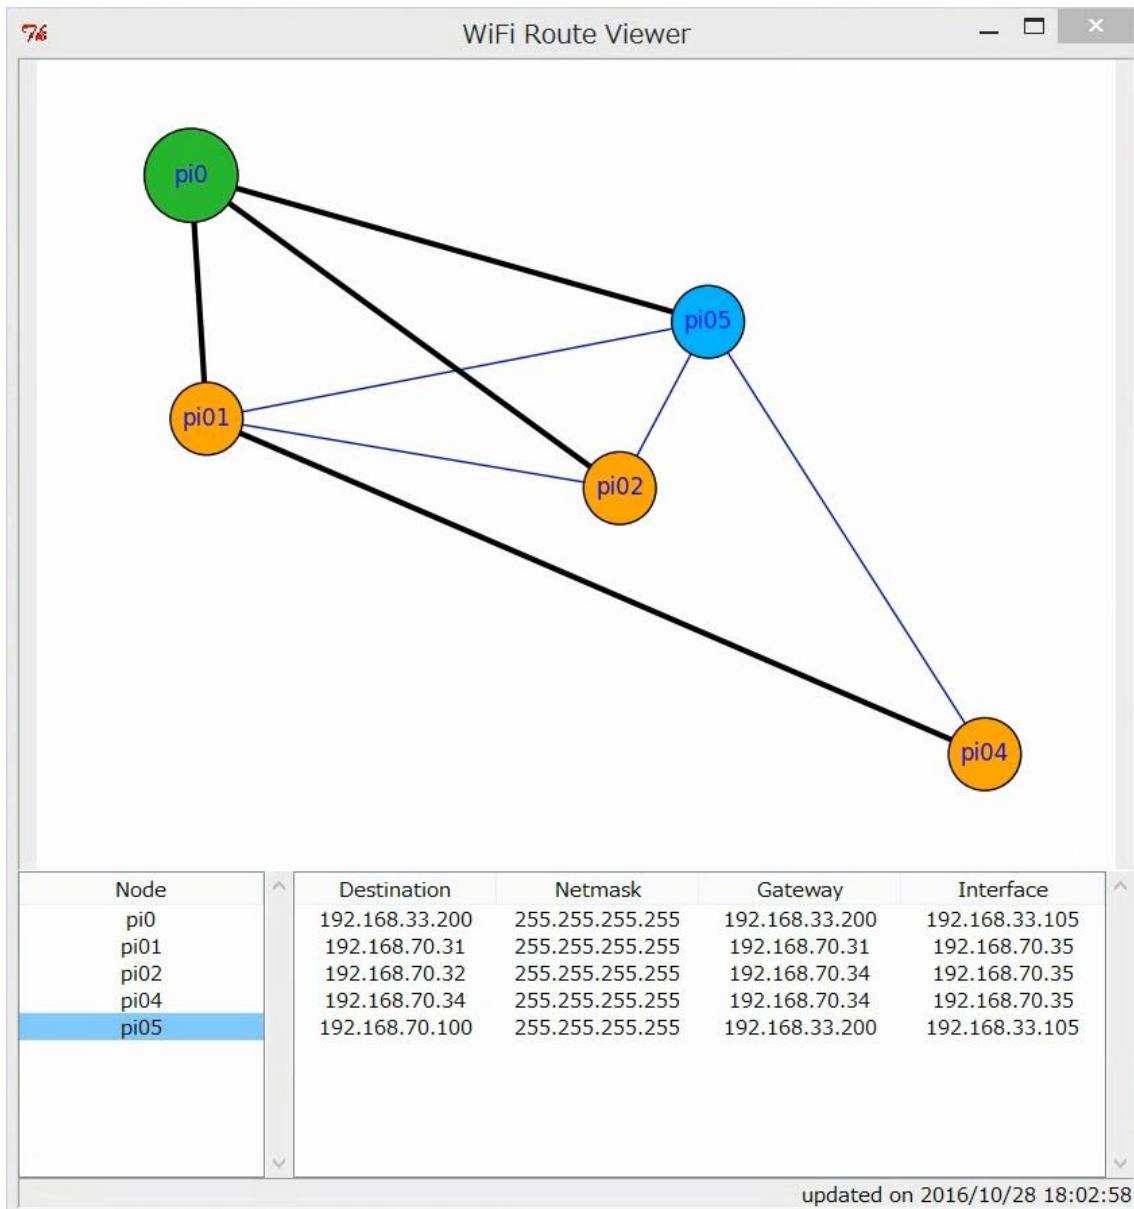 WiFi Route Viewer
pi0
pi05
pi01
pi02
pi04
Node
pi0
pi01
pi02
pi04
pi05
Destination Netmask Gateway Interface
192.168.33.200 255.255.255.255 192.168.33.200 192.168.33.105
192.168.70.31 255.255.255.255 192.168.70.31 192.168.70.35
192.168.70.32 255.255.255.255 192.168.70.34 192.168.70.35
192.168.70.34 255.255.255.255 192.168.70.34 192.168.70.35
192.168.70.100 255.255.255.255 192.168.33.200 192.168.33.105
updated on 2016/10/28 18:02:58